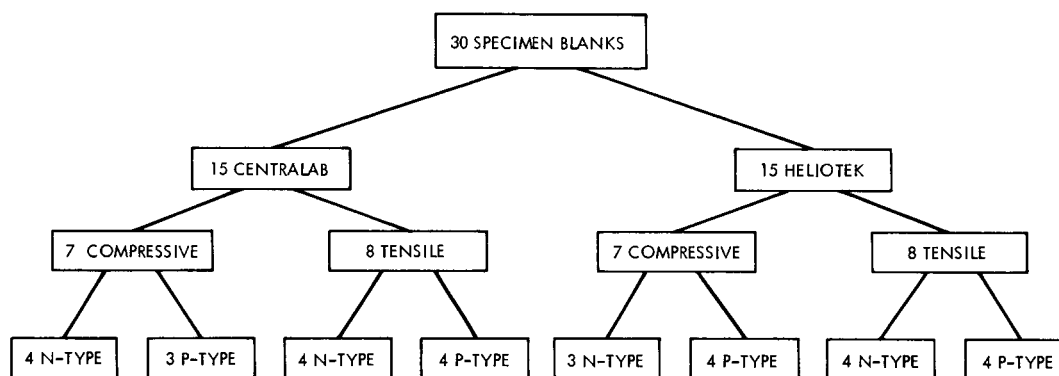 30 SPECIMEN BLANKS
15 CENTRALAB
15 HELIOTEK
7 COMPRESSIVE
8 TENSILE
7 COMPRESSIVE
8 TENSILE
4 N-TYPE
3 P-TYPE
4 N-TYPE
4 P-TYPE
3 N-TYPE
4 P-TYPE
4 N-TYPE
4 P-TYPE